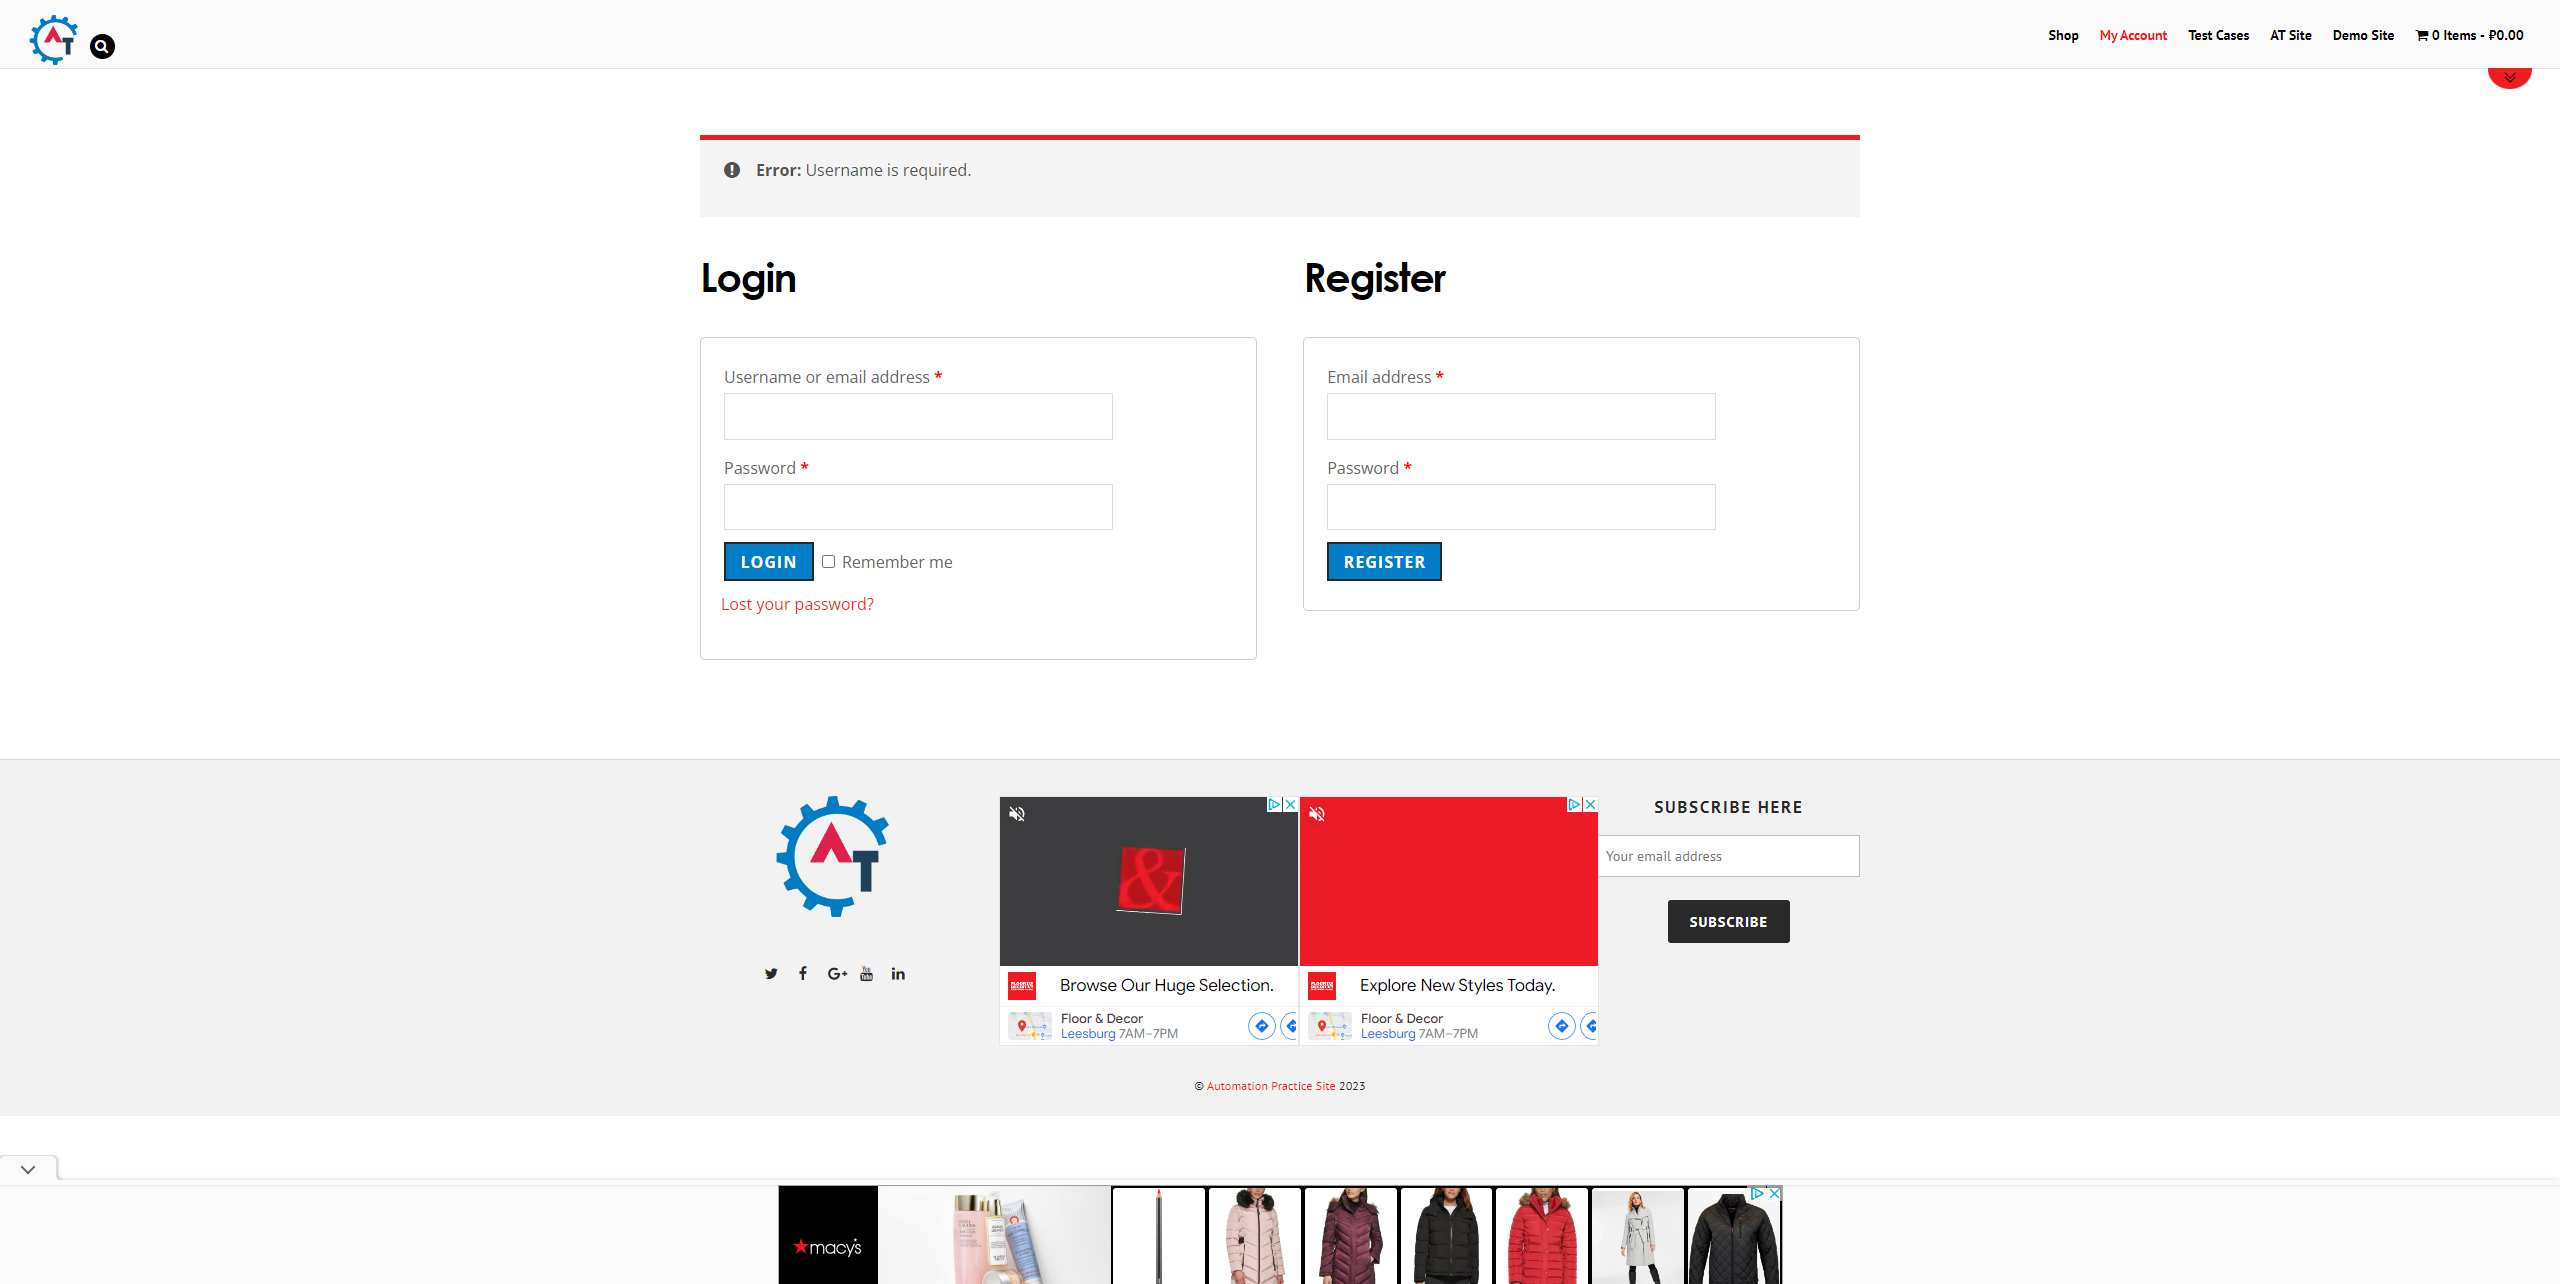 AT
Shop My Account Test Cases AT Site Demo Site 0 Items - ₽0.00
Error: Username is required.
Login
Username or email address *
Password *
LOGIN Remember me
Lost your password?
Register
Email address *
Password *
REGISTER
AT
&
Browse Our Huge Selection.
Floor & Decor
Leesburg 7AM–7PM
Explore New Styles Today.
Floor & Decor
Leesburg 7AM–7PM
SUBSCRIBE HERE
Your email address
SUBSCRIBE
© Automation Practice Site 2023
macy's